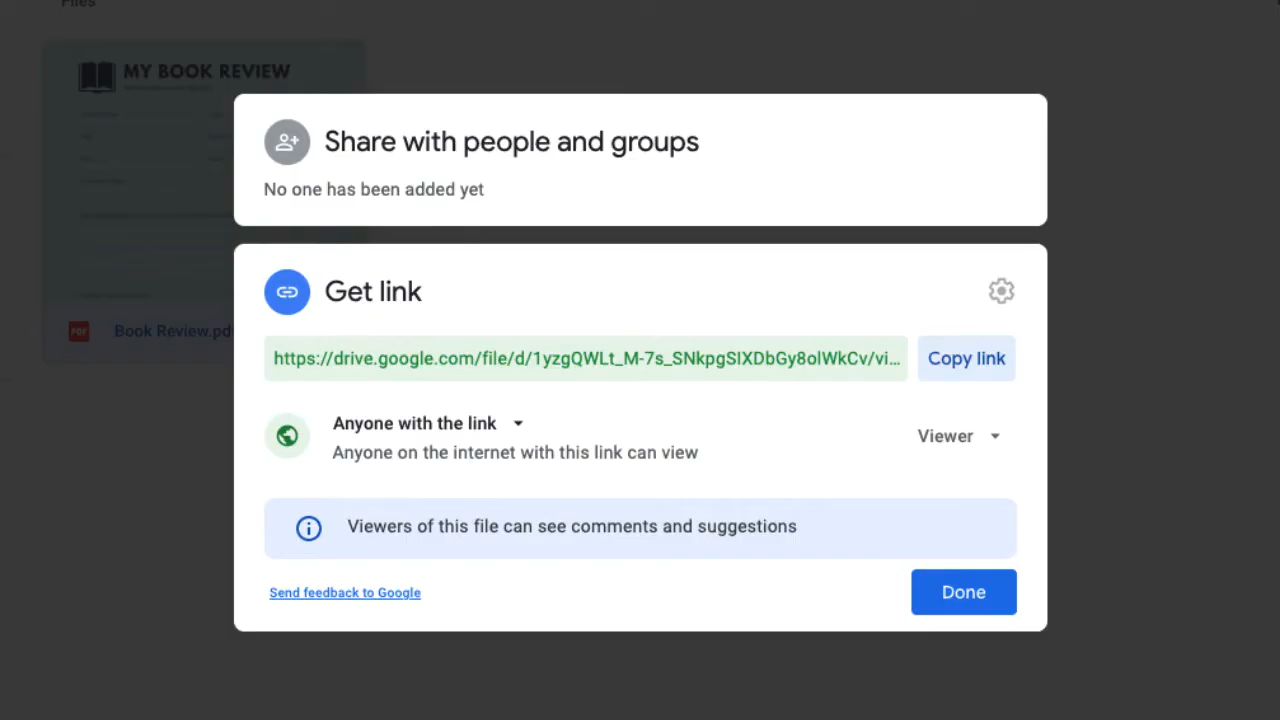 Files
MY BOOK REVIEW
Share with people and groups
No one has been added yet
Get link
https://drive.google.com/file/d/1yzgQWLt_M-7s_SNkpgSIXDbGy8olWkCv/vi...
Copy link
Anyone with the link
Anyone on the internet with this link can view
Viewer
Viewers of this file can see comments and suggestions
PDF
Book Review.pd
Send feedback to Google
Done